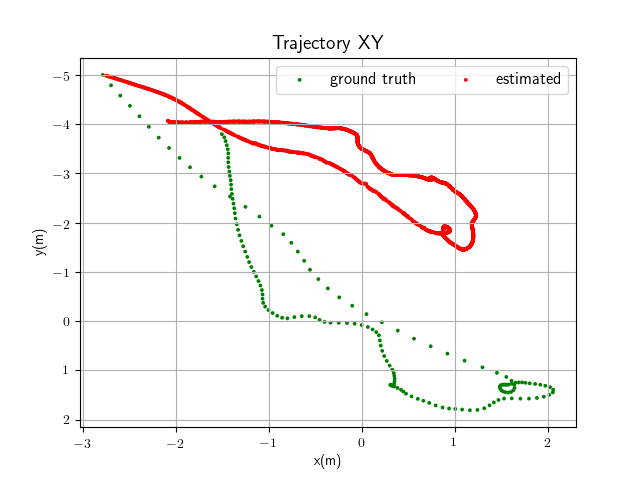 Trajectory XY
ground truth estimated
−5
−4
−3
−2
−1
0
1
2
y(m)
−3 −2 −1 0 1 2
x(m)